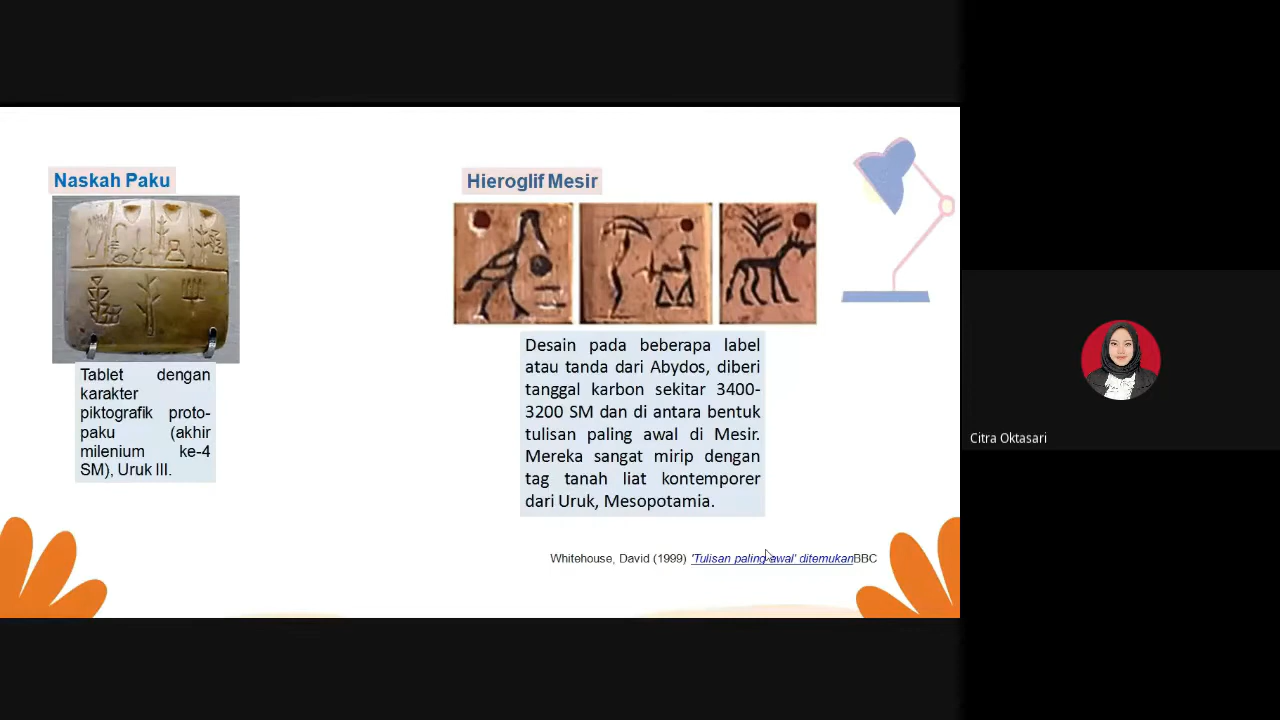 Naskah Paku
Tablet dengan
karakter
piktografik proto-
paku (akhir
milenium ke-4
SM), Uruk III.
Hieroglif Mesir
Desain pada beberapa label
atau tanda dari Abydos, diberi
tanggal karbon sekitar 3400-
3200 SM dan di antara bentuk
tulisan paling awal di Mesir.
Mereka sangat mirip dengan
tag tanah liat kontemporer
dari Uruk, Mesopotamia.
Whitehouse, David (1999) 'Tulisan paling awal' ditemukanBBC
Citra Oktasari